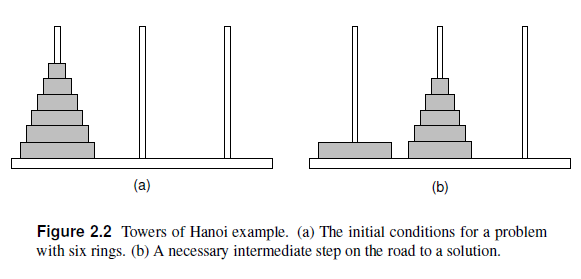 (a)
(b)
Figure 2.2 Towers of Hanoi example. (a) The initial conditions for a problem
with six rings. (b) A necessary intermediate step on the road to a solution.